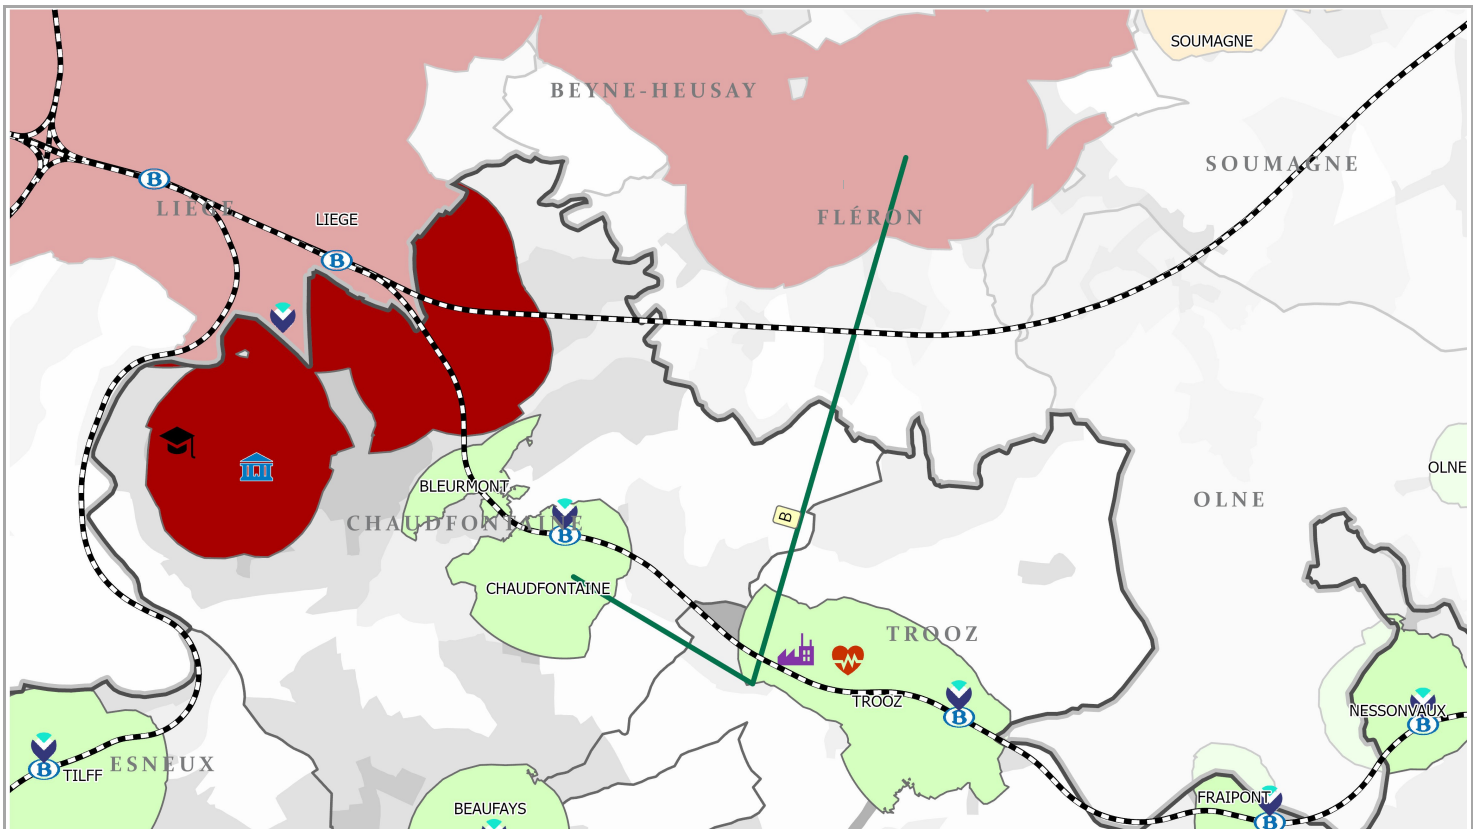 SOUMAGNE
BEYNE-HEUSAY
SOUMAGNE
B
LIEGE
LIEGE
FLÉRON
B
OLNE
BLEURMONT
OLNE
B
CHAUDFONTAINE
B
CHAUDFONTAINE
TROOZ
TROOZ
NESSONVAUX
B
B
ESNEUX
B
TILFF
FRAIPONT
BEAUFAYS
B